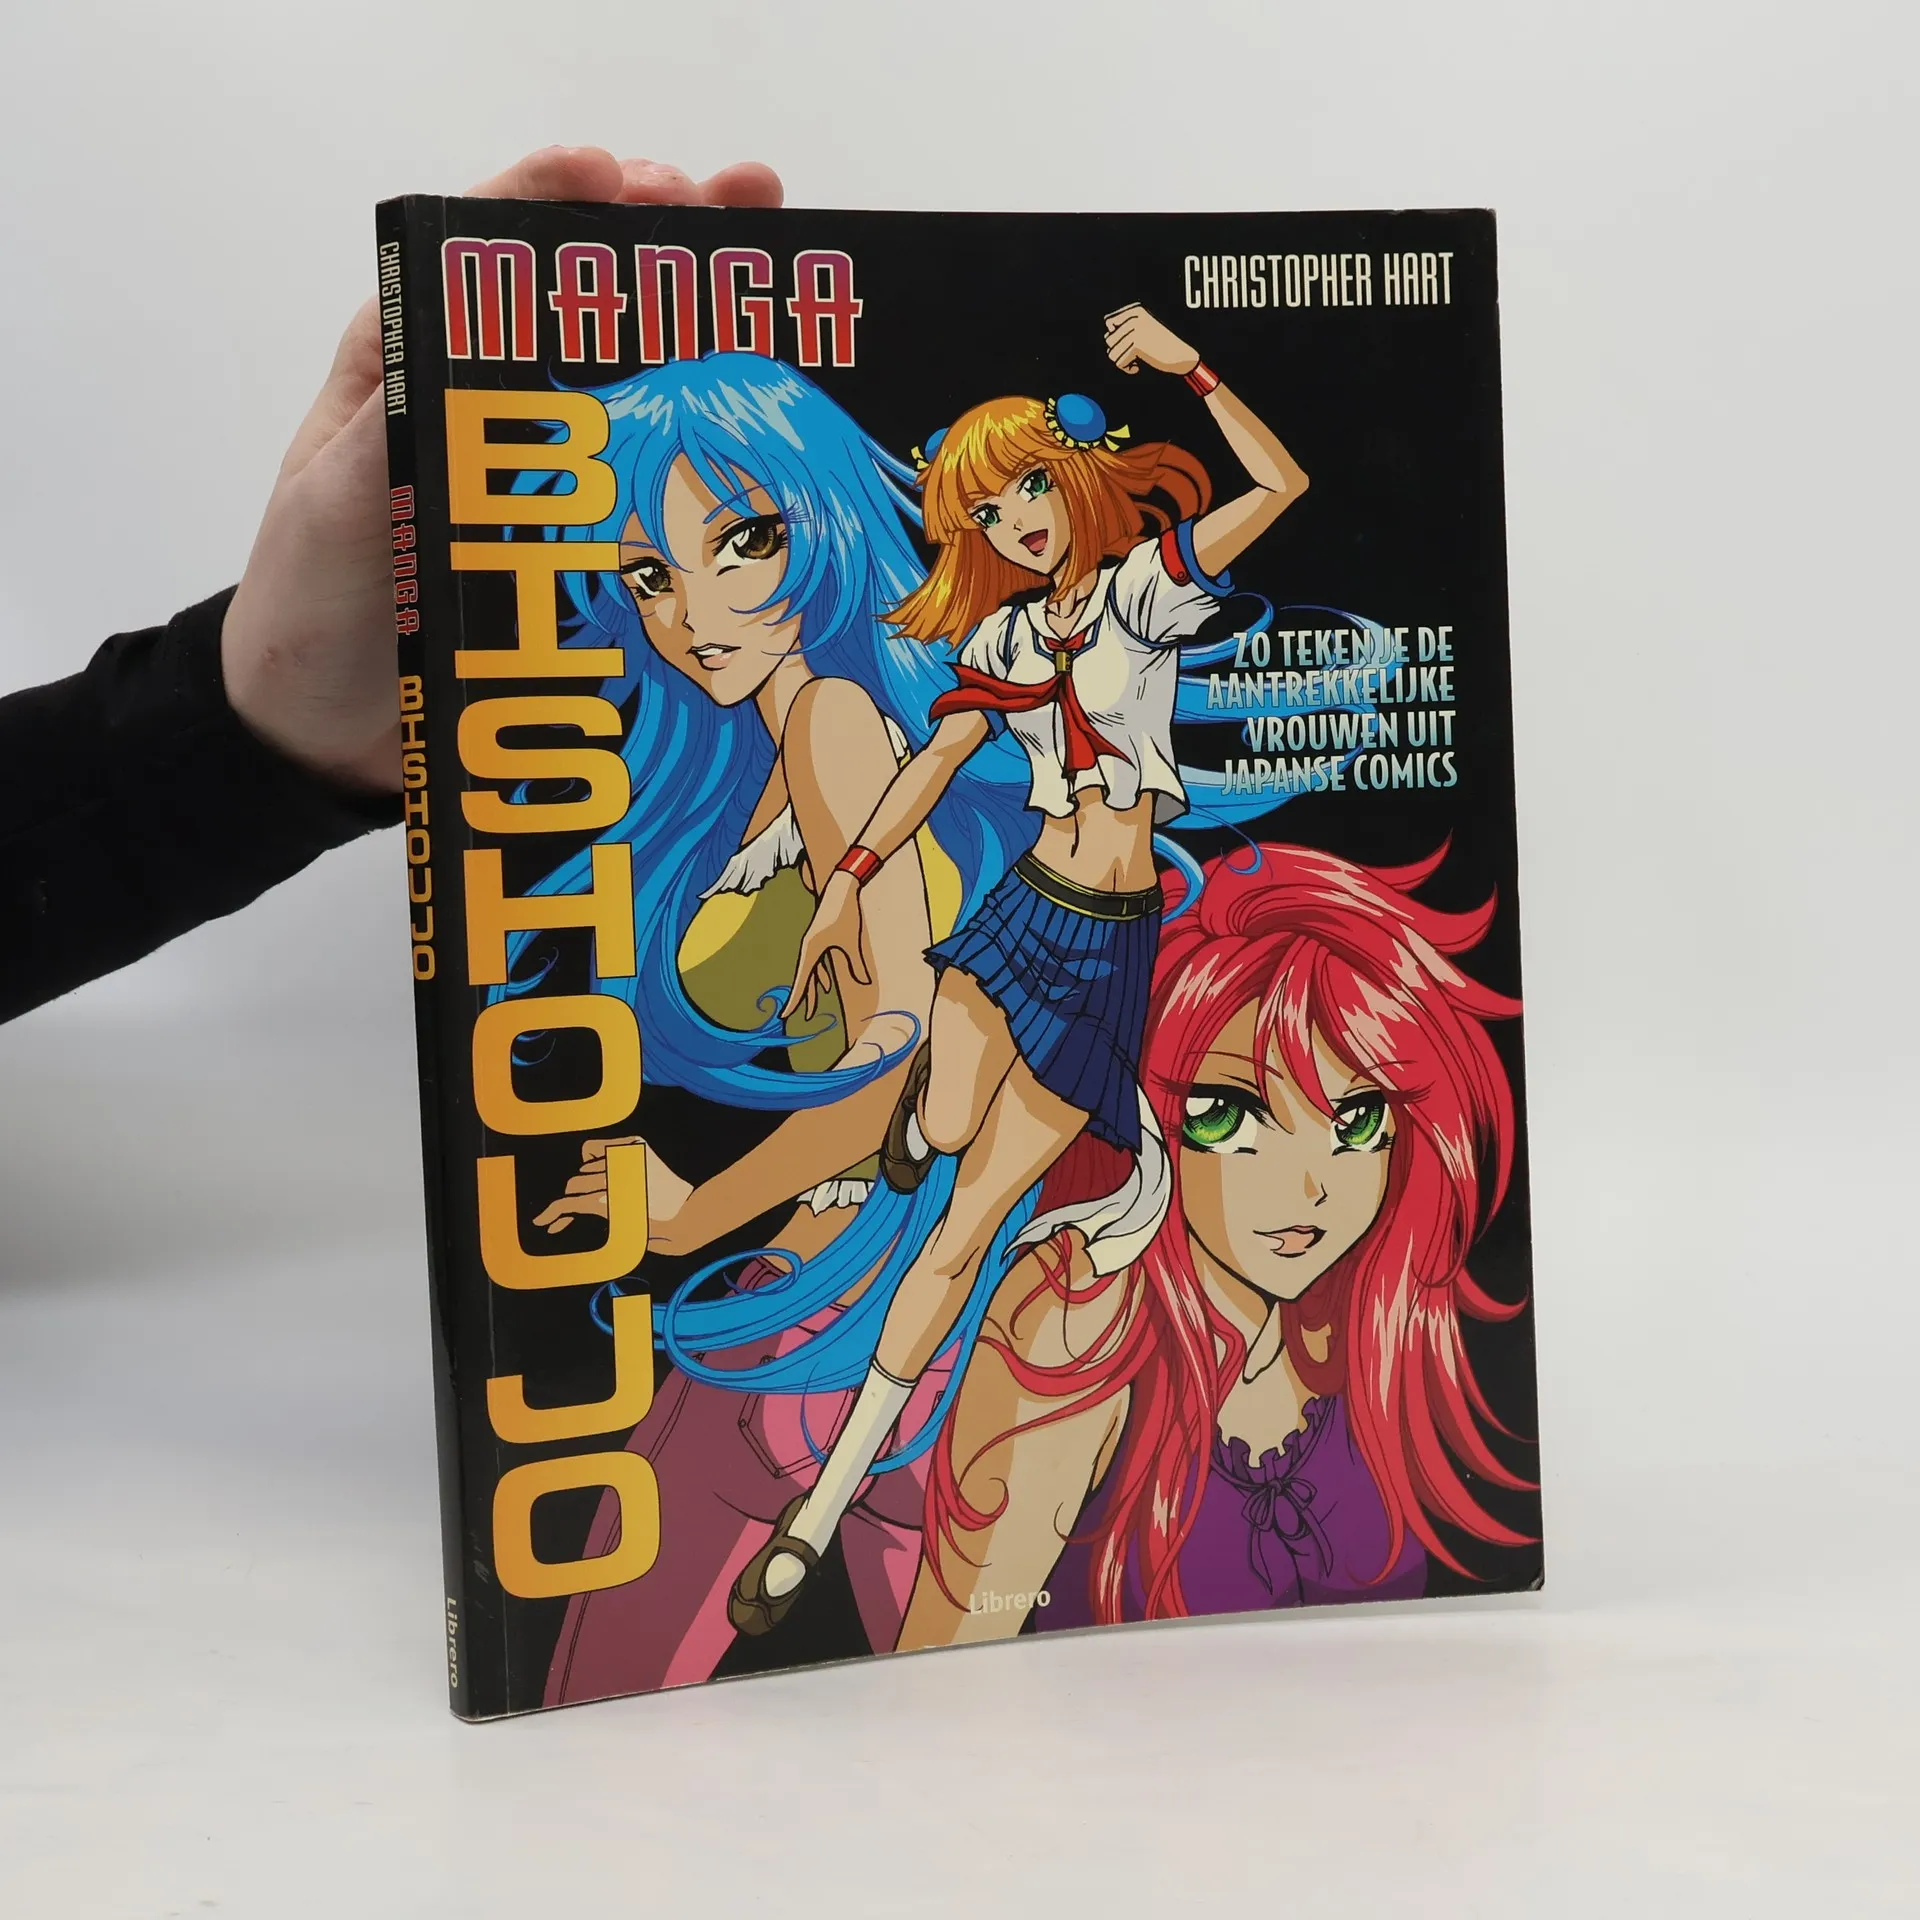 CHRISTOPHER HART
MANGA
BISHOUJO
Librero
MANGA
CHRISTOPHER HART
BISHOUJO
ZO TEKEN JE DE
AANTREKKELIJKE
VROUWEN UIT
JAPANSE COMICS
Librero